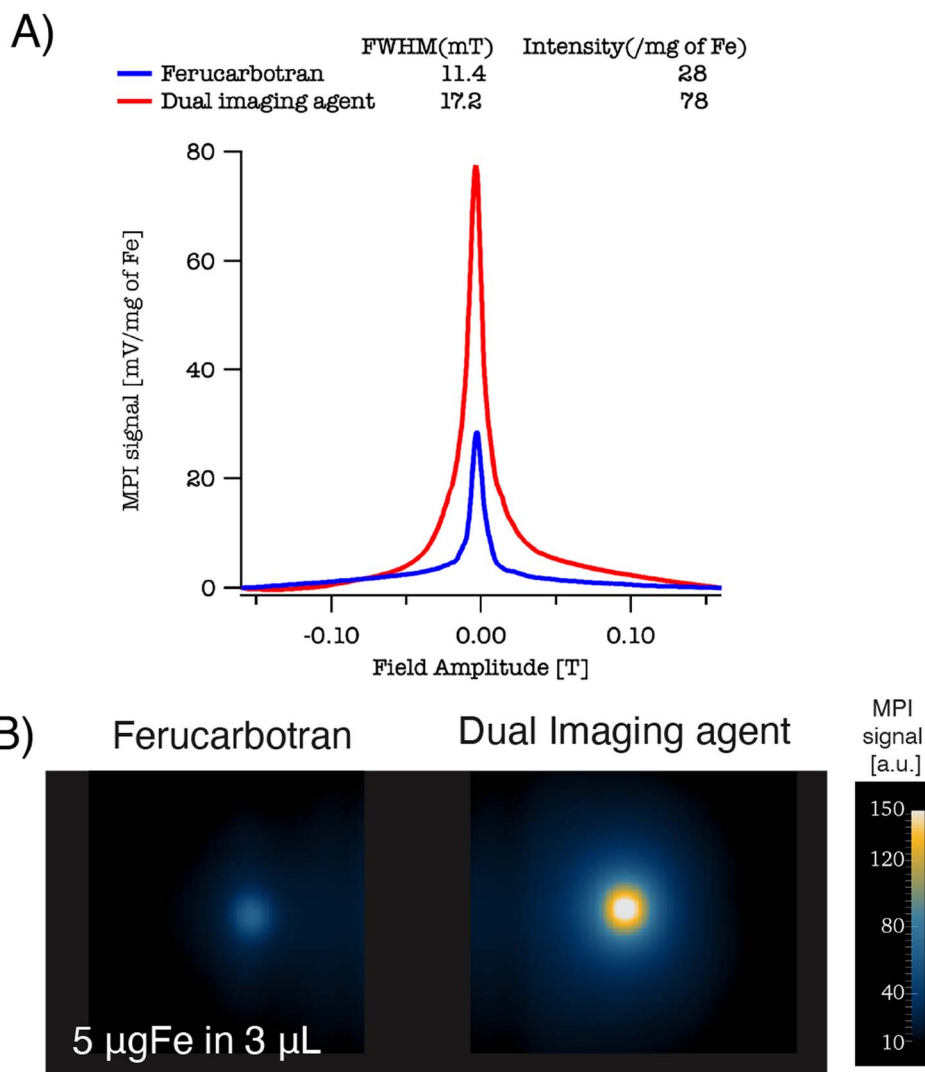 A)
FWHM(mT) Intensity(/mg of Fe)
Ferucarbotran 11.4 28
Dual imaging agent 17.2 78
80
60
40
20
0
MPI signal [mV/mg of Fe]
-0.10 0.00 0.10
Field Amplitude [T]
B)
Ferucarbotran Dual Imaging agent
MPI
signal
[a.u.]
150
120
80
40
10
5 µgFe in 3 µL